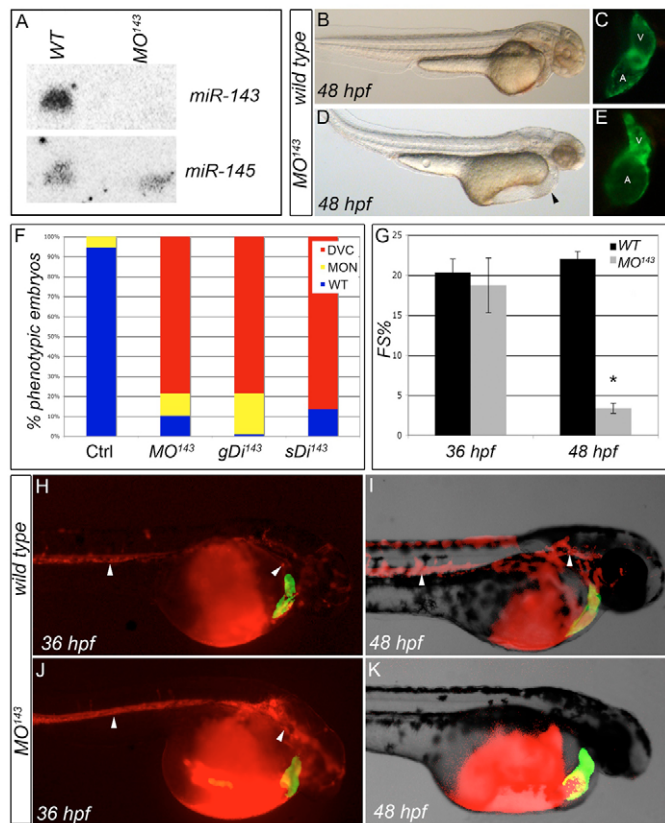 A
WT
MO143
miR-143
miR-145
wild type
B
48 hpf
C
V
A
MO143
D
48 hpf
E
V
A
F
% phenotypic embryos
100%
90%
80%
70%
60%
50%
40%
30%
20%
10%
0%
DVC
MON
WT
Ctrl MO143 gDi143 sDi143
G
FS%
25
20
15
10
5
0
WT
MO143
*
36 hpf 48 hpf
wild type
H
36 hpf
I
48 hpf
MO143
J
36 hpf
K
48 hpf